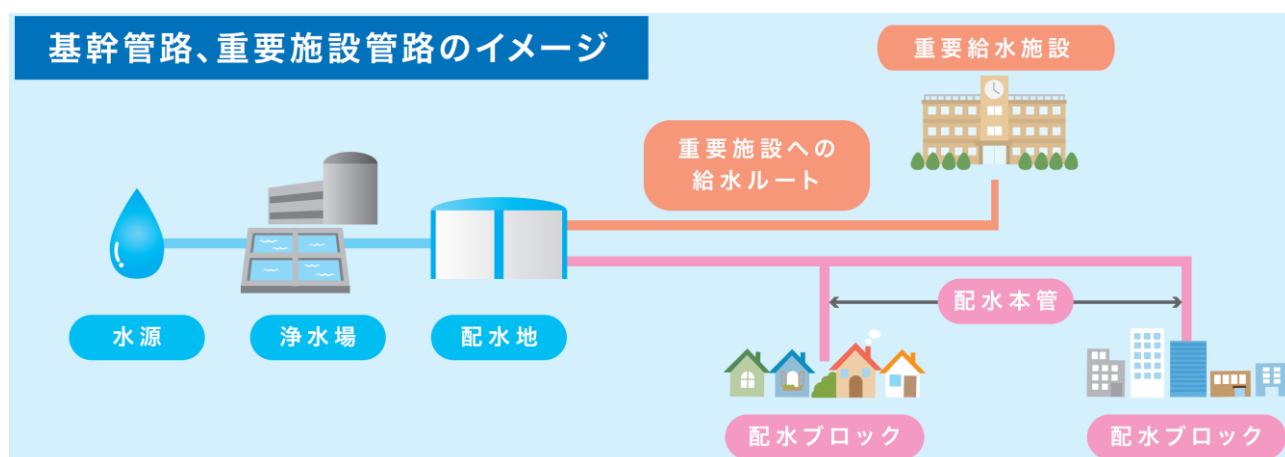 基幹管路、重要施設管路のイメージ
重要給水施設
重要施設への
給水ルート
配水本管
水源
浄水場
配水地
配水ブロック
配水ブロック